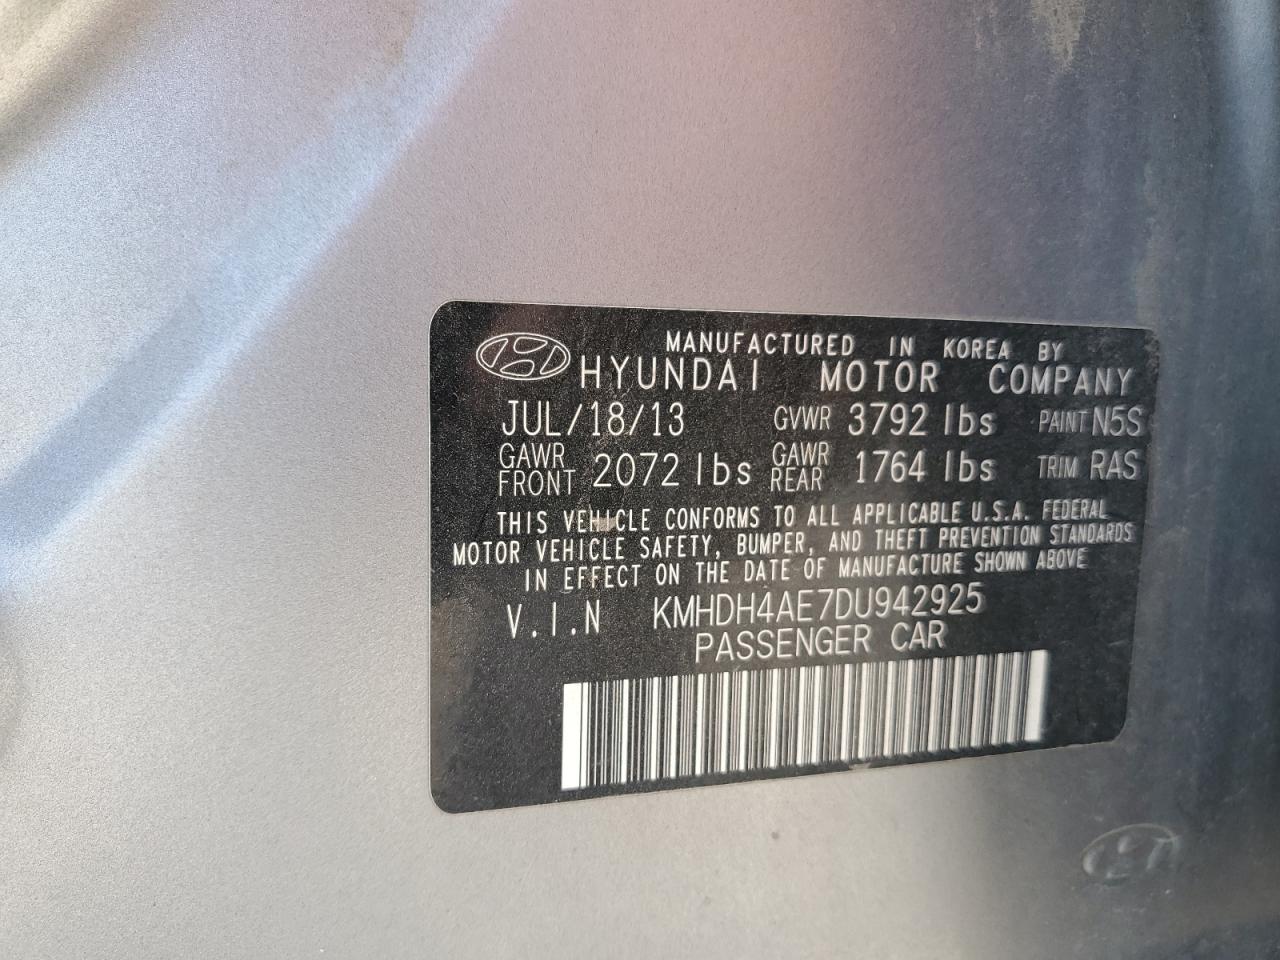 MANUFACTURED IN KOREA BY
HYUNDAI MOTOR COMPANY
JUL/18/13 GVWR 3792 lbs PAINT N5S
GAWR FRONT 2072 lbs GAWR REAR 1764 lbs TRIM RAS
THIS VEHICLE CONFORMS TO ALL APPLICABLE U.S.A. FEDERAL
MOTOR VEHICLE SAFETY, BUMPER, AND THEFT PREVENTION STANDARDS
IN EFFECT ON THE DATE OF MANUFACTURE SHOWN ABOVE
V.I.N KMHDH4AE7DU942925
PASSENGER CAR